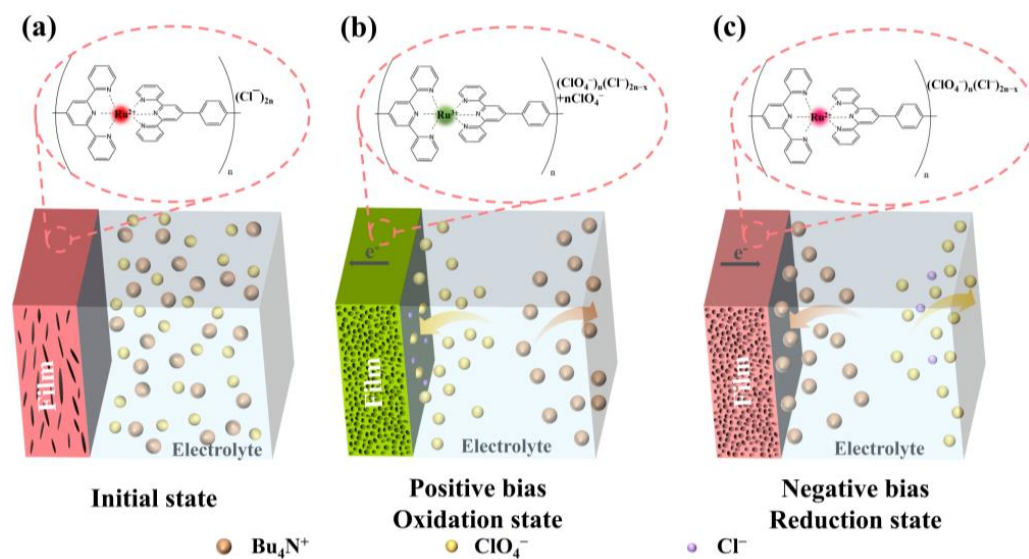 (a)
Ru²⁺
(Cl⁻)₂ₙ
n
Film
Electrolyte
Initial state
(b)
Ru³⁺
(ClO₄⁻)ₙ(Cl⁻)₂ₙ₋ₓ
+nClO₄⁻
n
e⁻
Film
Electrolyte
Positive bias
Oxidation state
(c)
Ru²⁺
(ClO₄⁻)ₙ(Cl⁻)₂ₙ₋ₓ
n
e⁻
Film
Electrolyte
Negative bias
Reduction state
Bu₄N⁺
ClO₄⁻
Cl⁻